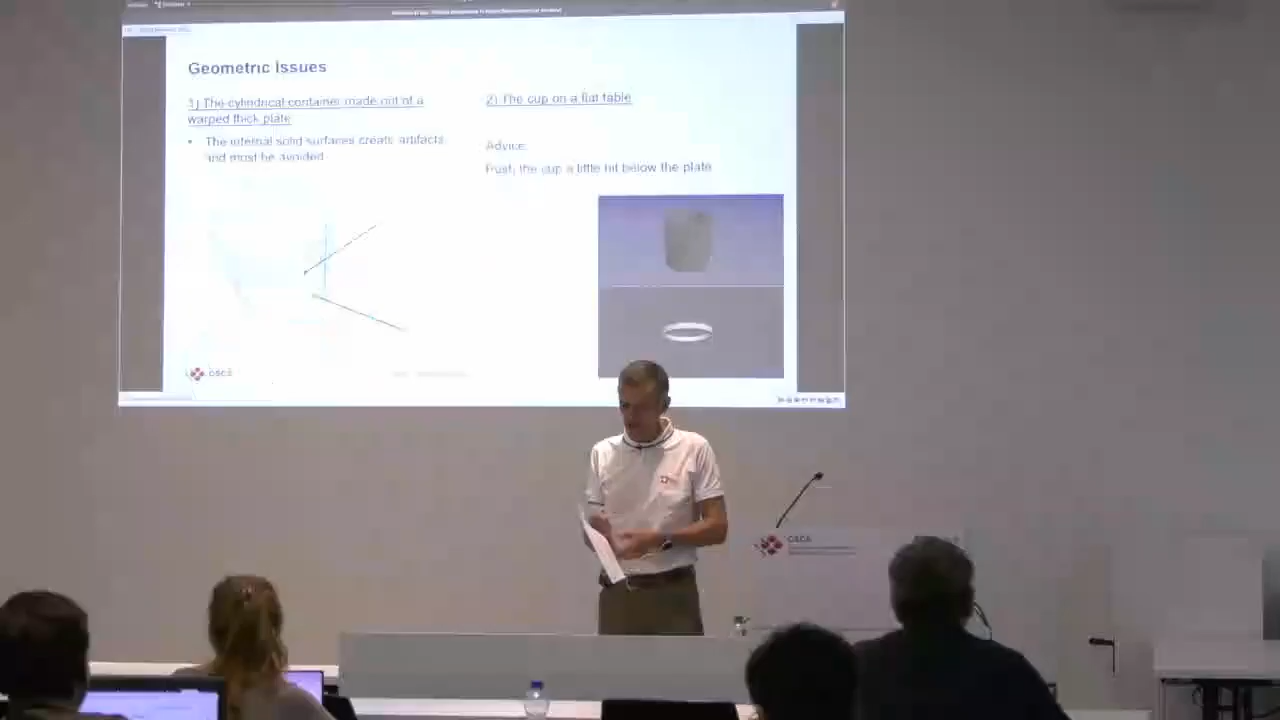 Geometric Issues
1) The cylindrical container made out of a
warped thick plate
• The internal solid surfaces create artifacts
and must be avoided
2) The cup on a flat table
Advice:
Push the cup a little bit below the plate
CSCS
CSCS